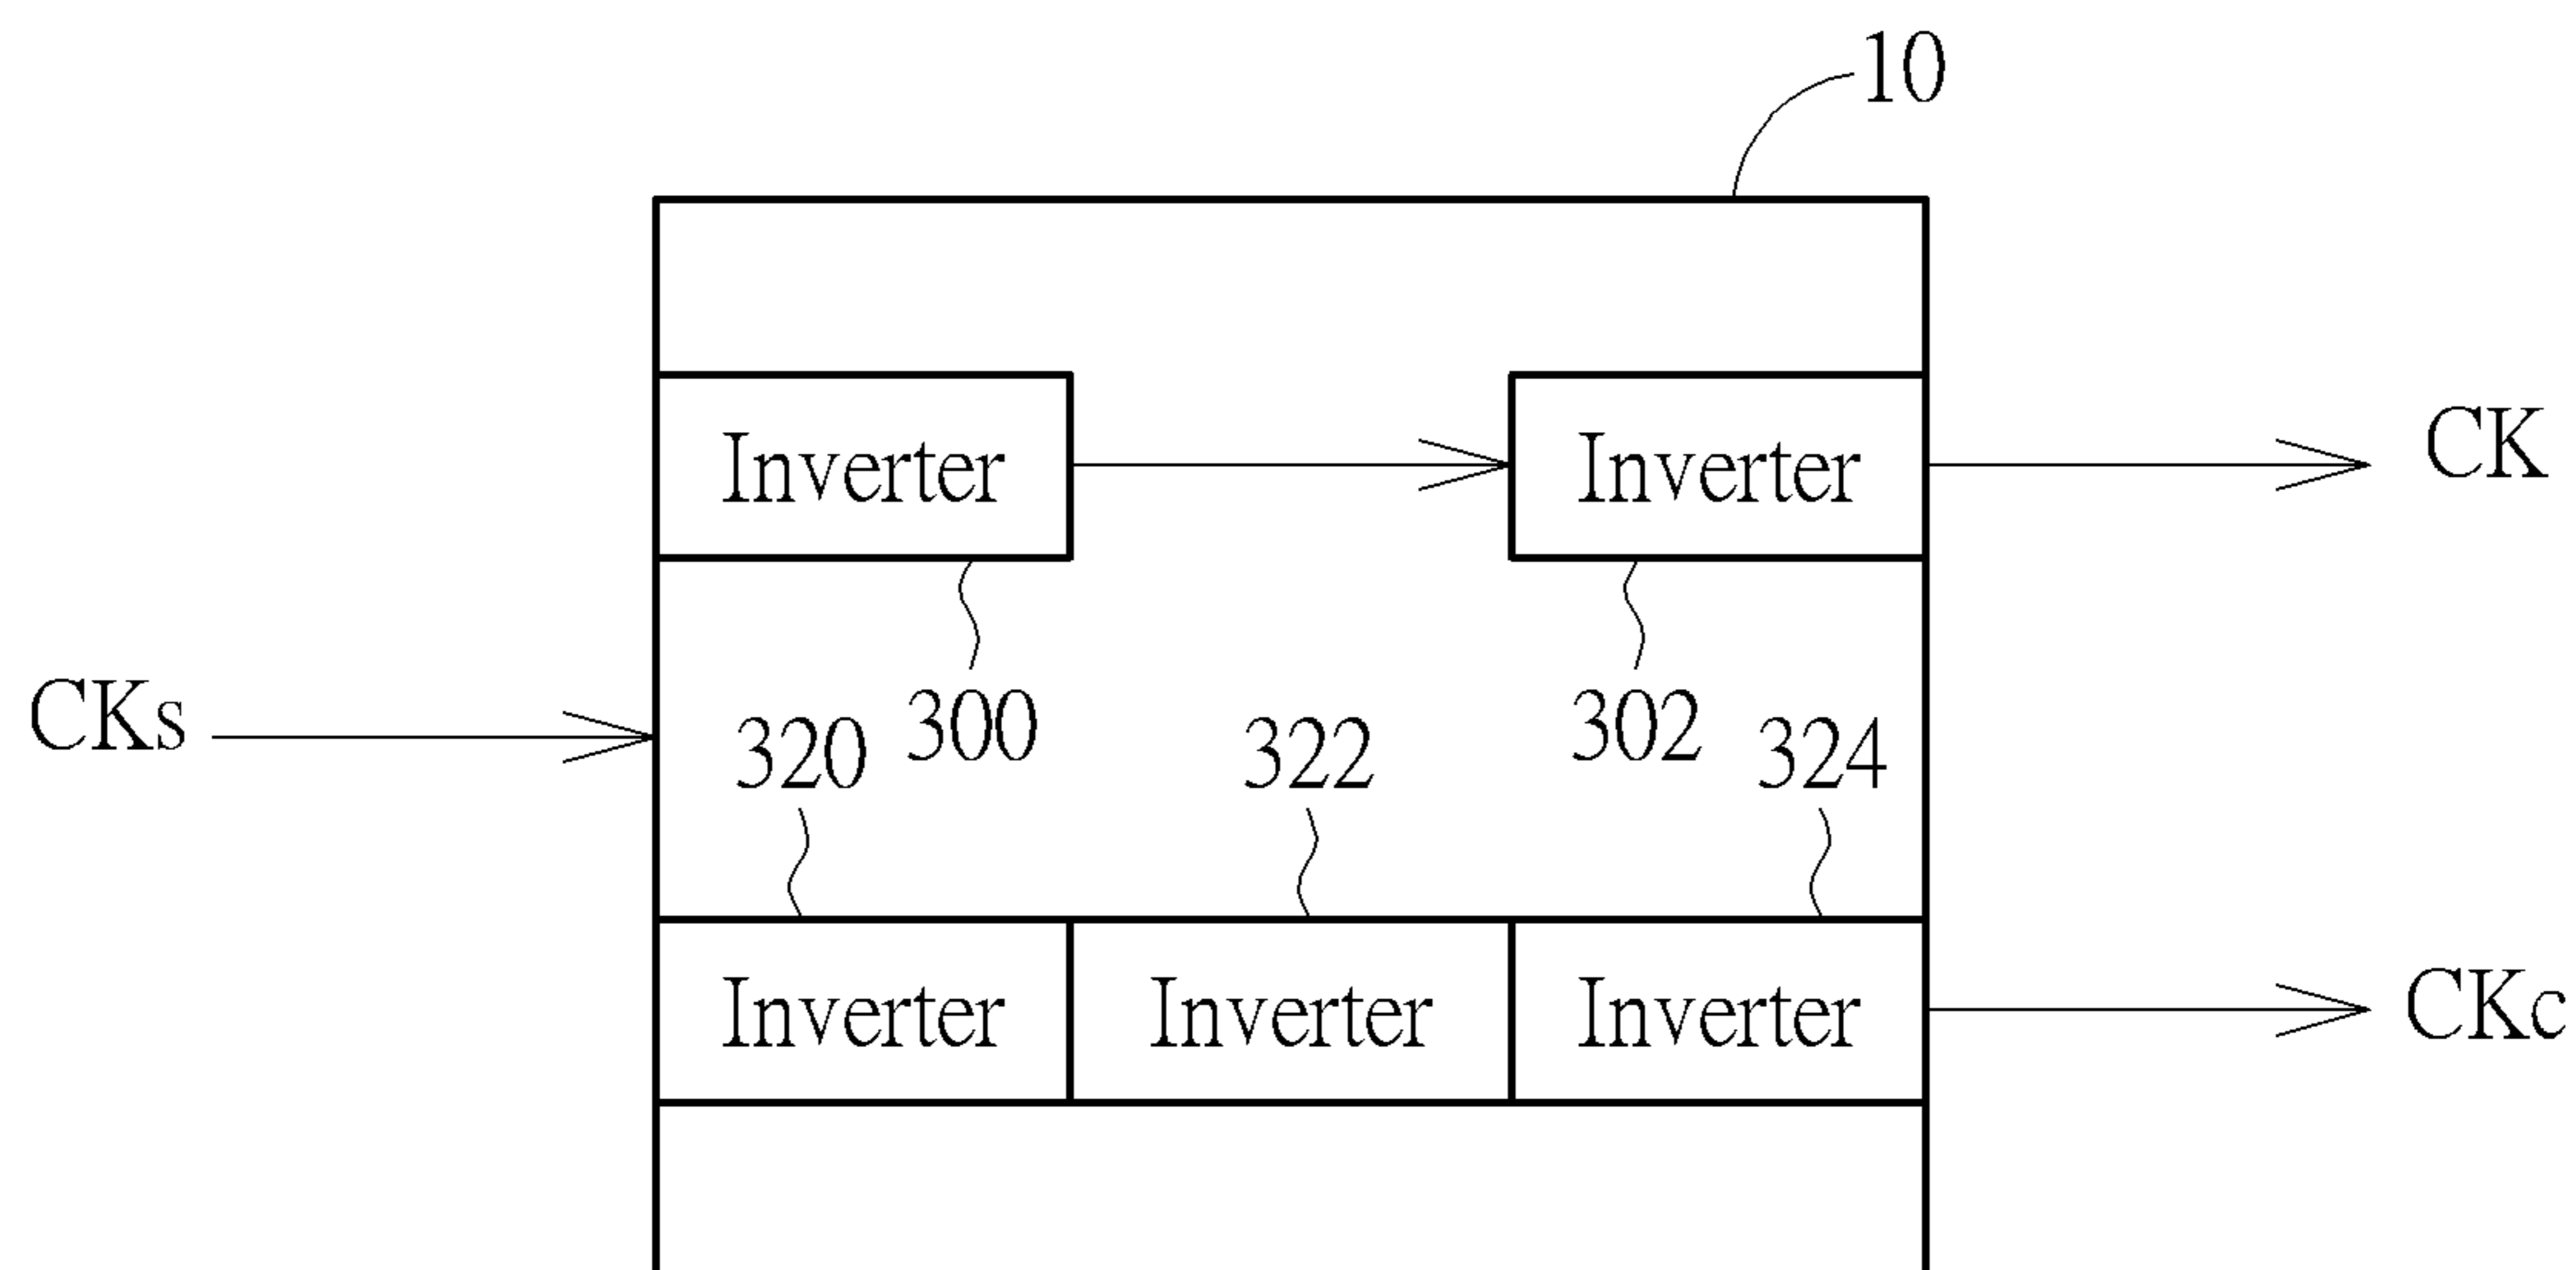 10
Inverter Inverter CK
CKs 300 302
320 322 324
Inverter Inverter Inverter CKc